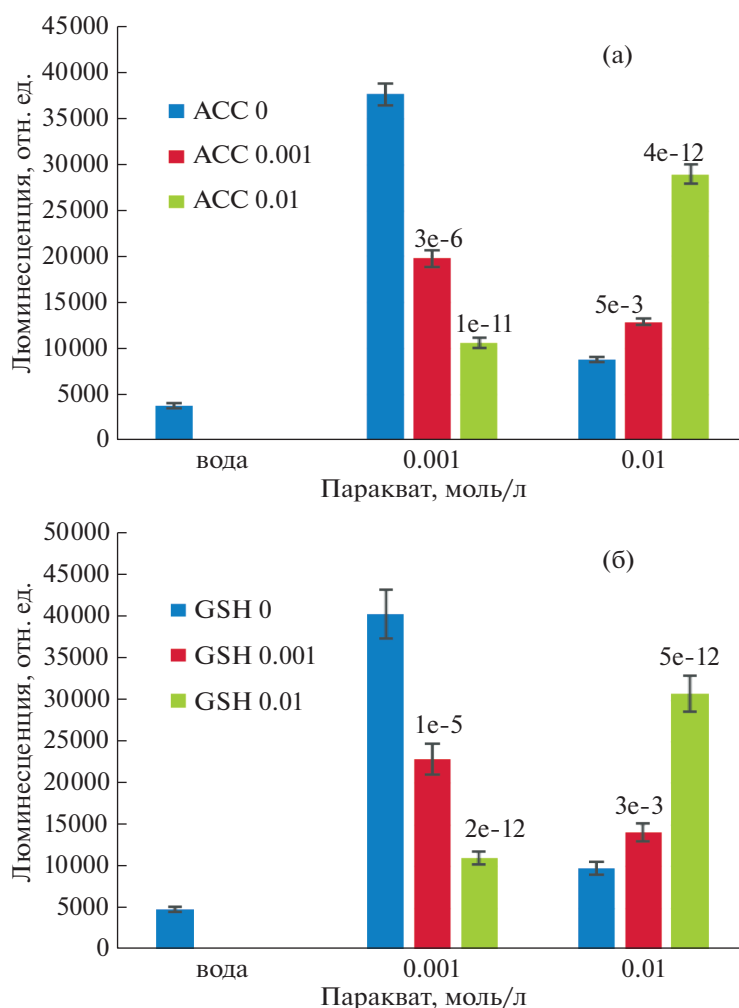 45000
40000
35000
30000
25000
20000
15000
10000
5000
0
Люминесценция, отн. ед.
(а)
АСС 0
АСС 0.001
АСС 0.01
3e-6
1e-11
5e-3
4e-12
вода
0.001
0.01
Паракват, моль/л
50000
45000
40000
35000
30000
25000
20000
15000
10000
5000
0
Люминесценция, отн. ед.
(б)
GSH 0
GSH 0.001
GSH 0.01
1e-5
2e-12
3e-3
5e-12
вода
0.001
0.01
Паракват, моль/л